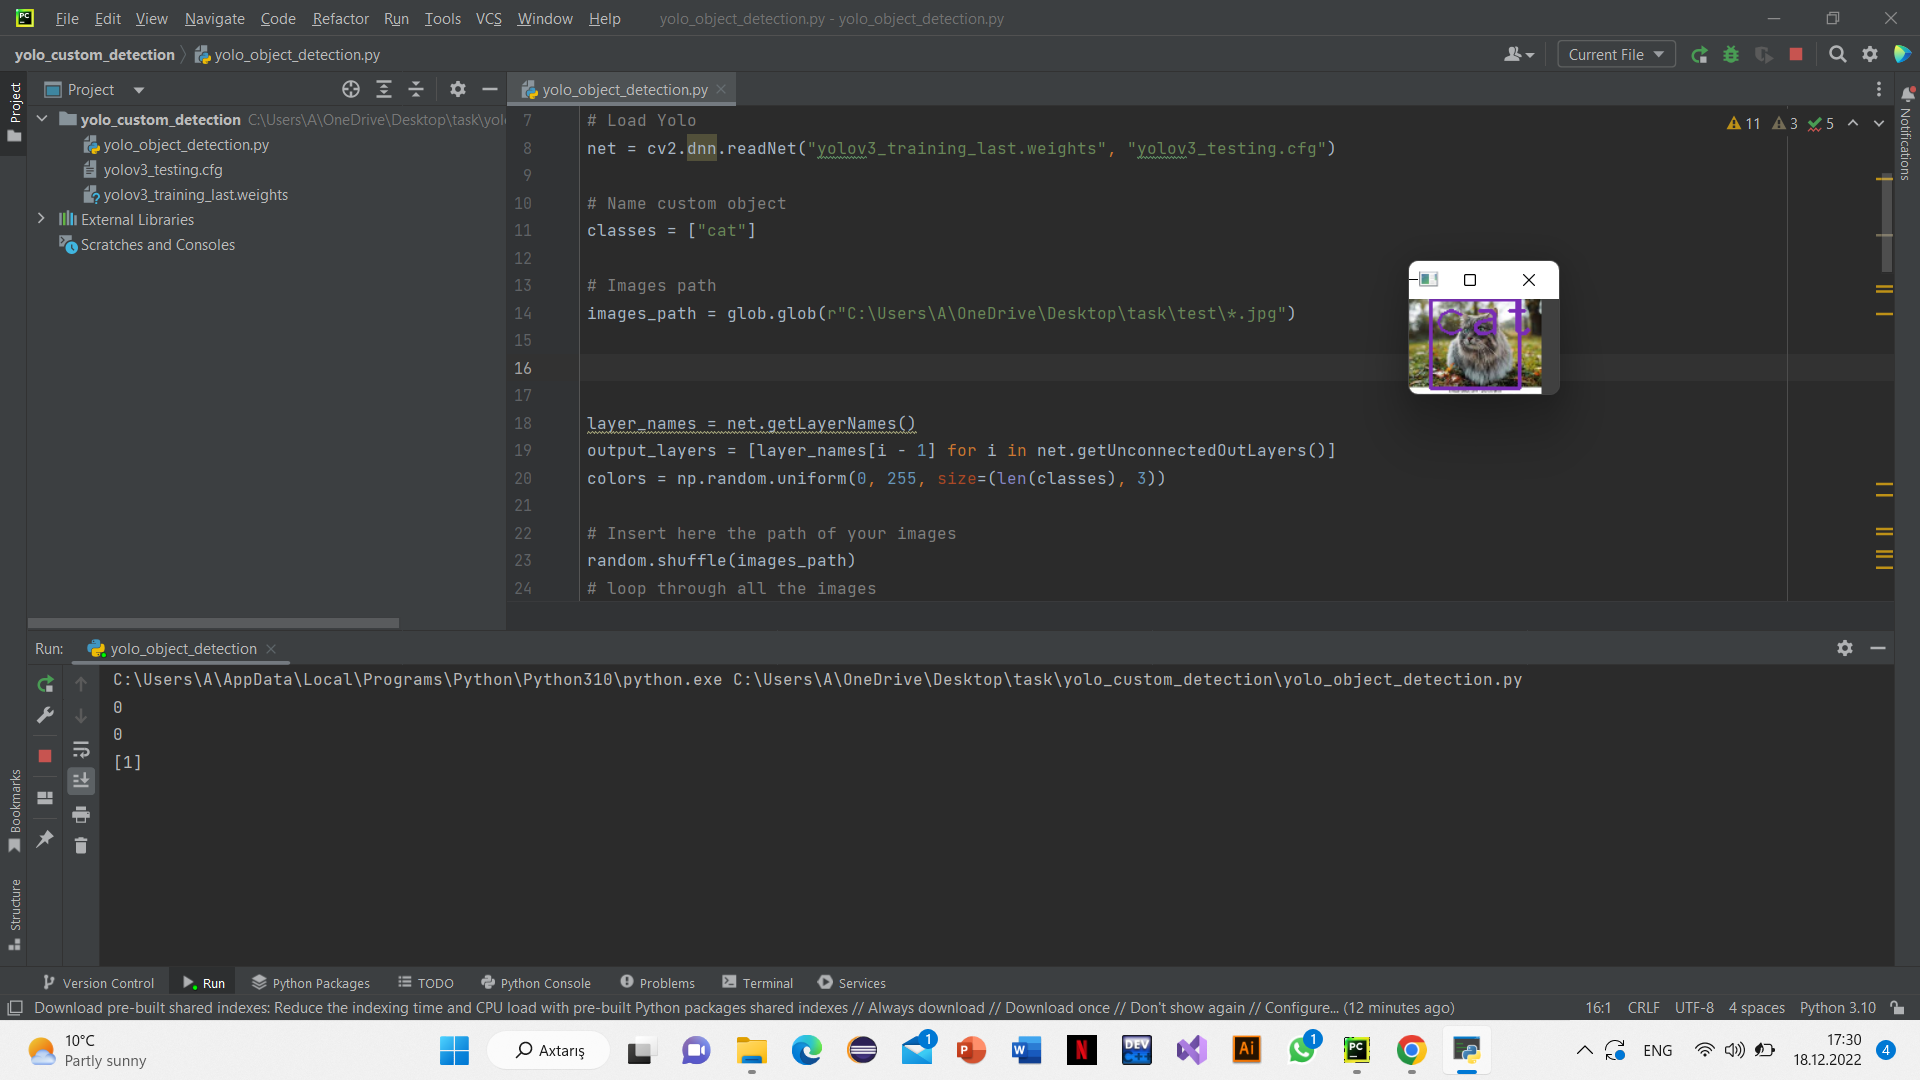 PC File Edit View Navigate Code Refactor Run Tools VCS Window Help yolo_object_detection.py - yolo_object_detection.py
yolo_custom_detection yolo_object_detection.py Current File
Project
Project
yolo_object_detection.py
Notifications
yolo_custom_detection C:\Users\A\OneDrive\Desktop\task\yol
yolo_object_detection.py
yolov3_testing.cfg
yolov3_training_last.weights
External Libraries
Scratches and Consoles
11 3 5
7 # Load Yolo
8 net = cv2.dnn.readNet("yolov3_training_last.weights", "yolov3_testing.cfg")
9
10 # Name custom object
11 classes = ["cat"]
12
13 # Images path
14 images_path = glob.glob(r"C:\Users\A\OneDrive\Desktop\task\test\*.jpg")
15
16
17
18 layer_names = net.getLayerNames()
19 output_layers = [layer_names[i - 1] for i in net.getUnconnectedOutLayers()]
20 colors = np.random.uniform(0, 255, size=(len(classes), 3))
21
22 # Insert here the path of your images
23 random.shuffle(images_path)
24 # loop through all the images
cat
Run: yolo_object_detection
C:\Users\A\AppData\Local\Programs\Python\Python310\python.exe C:\Users\A\OneDrive\Desktop\task\yolo_custom_detection\yolo_object_detection.py
0
0
[1]
Bookmarks
Structure
Version Control Run Python Packages TODO Python Console Problems Terminal Services
Download pre-built shared indexes: Reduce the indexing time and CPU load with pre-built Python packages shared indexes // Always download // Download once // Don't show again // Configure... (12 minutes ago) 16:1 CRLF UTF-8 4 spaces Python 3.10
10°C
Partly sunny
Axtarış
1
P
W
N
DEV C++
Ai
1
PC
ENG
17:30
18.12.2022
4